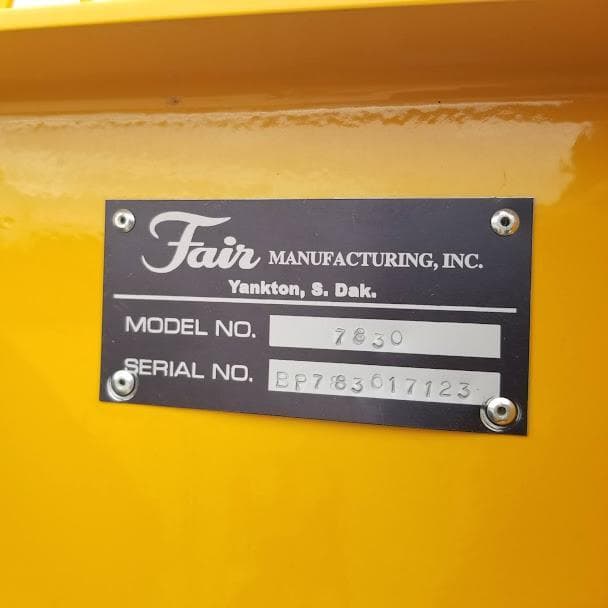 Fair MANUFACTURING, INC.
Yankton, S. Dak.
MODEL NO. 7830
SERIAL NO. BP783017123